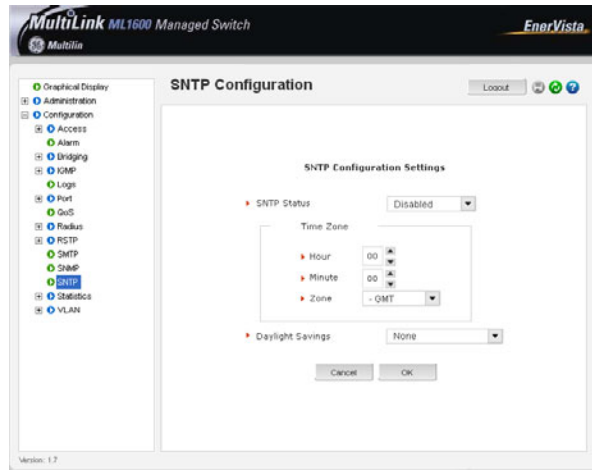 MultiLink ML1600 Managed Switch
EnerVista
Multilin
Graphical Display
Administration
Configuration
Access
Alarm
Bridging
IGMP
Logs
Port
QoS
Radius
RSTP
SMTP
SNMP
SNTP
Statistics
VLAN
SNTP Configuration
Logout
SNTP Configuration Settings
SNTP Status
Disabled
Time Zone
Hour
00
Minute
00
Zone
- GMT
Daylight Savings
None
Cancel
OK
Version: 1.7